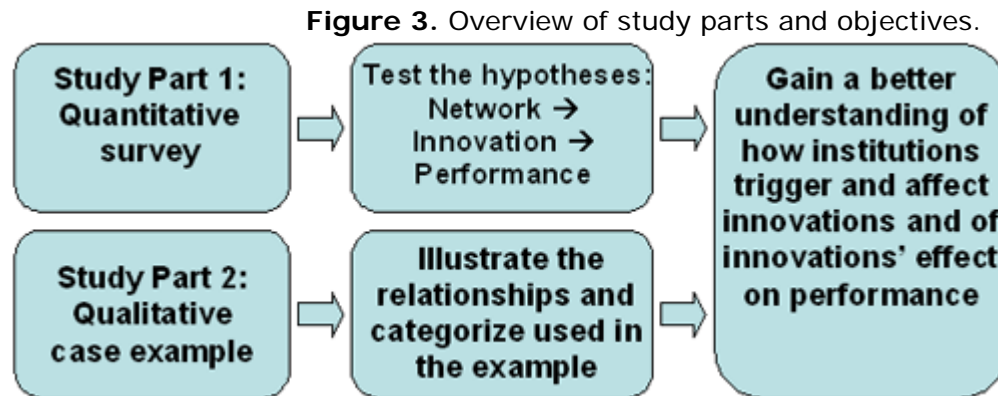 Figure 3. Overview of study parts and objectives.
Study Part 1:
Quantitative
survey
Test the hypotheses:
Network →
Innovation →
Performance
Gain a better
understanding of
how institutions
trigger and affect
innovations and of
innovations' effect
on performance
Study Part 2:
Qualitative
case example
Illustrate the
relationships and
categorize used in
the example